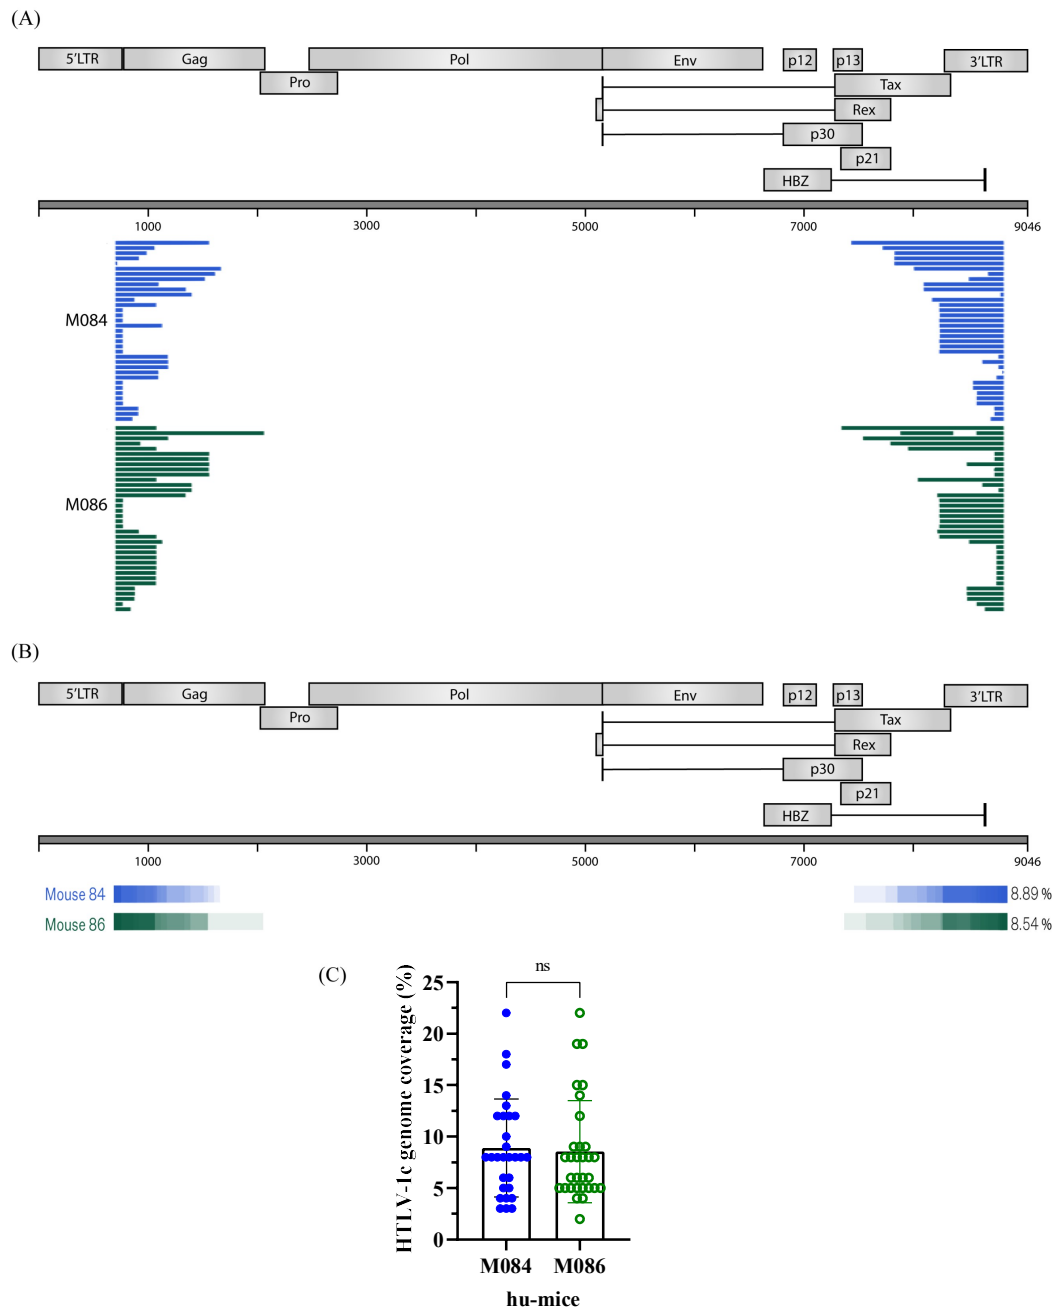 (A)
5'LTR Gag Pol Env p12 p13 3'LTR
Pro Tax
Rex
p30
p21
HBZ
1000 3000 5000 7000 9046
M084
M086
(B)
5'LTR Gag Pol Env p12 p13 3'LTR
Pro Tax
Rex
p30
p21
HBZ
1000 3000 5000 7000 9046
Mouse 84 8.89 %
Mouse 86 8.54 %
(C)
ns
HTLV-1c genome coverage (%)
25
20
15
10
5
0
M084 M086
hu-mice